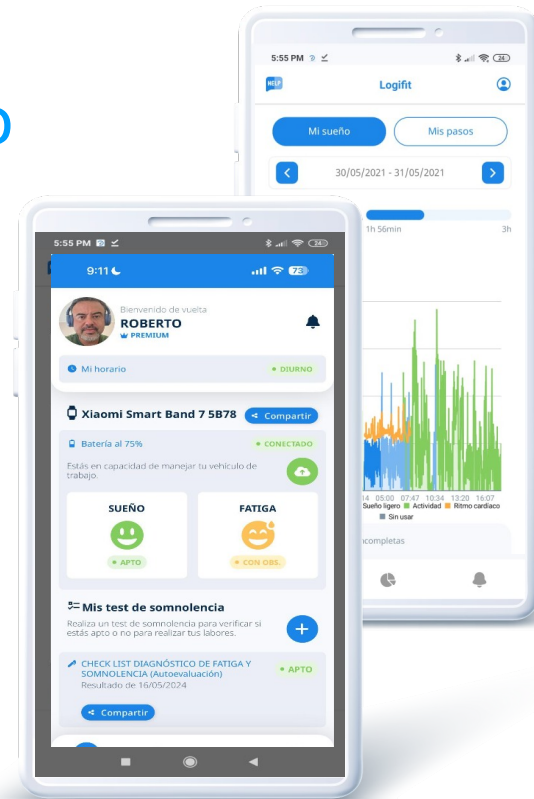 5:55 PM
24
HELP
Logifit
Mi sueño
Mis pasos
30/05/2021 - 31/05/2021
1h 56min
3h
05:00 07:47 10:34 13:20 16:07
Sueño ligero Actividad Ritmo cardíaco
Sin usar
5:55 PM
24
9:11
73
Bienvenido de vuelta
ROBERTO
PREMIUM
Mi horario
DIURNO
Xiaomi Smart Band 7 5B78
Compartir
Batería al 75%
CONECTADO
Estás en capacidad de manejar tu vehículo de
trabajo.
SUEÑO
FATIGA
APTO
CON OBS.
Mis test de somnolencia
Realiza un test de somnolencia para verificar si
estás apto o no para realizar tus labores.
CHECK LIST DIAGNÓSTICO DE FATIGA Y
SOMNOLENCIA (Autoevaluación)
APTO
Resultado de 16/05/2024
Compartir